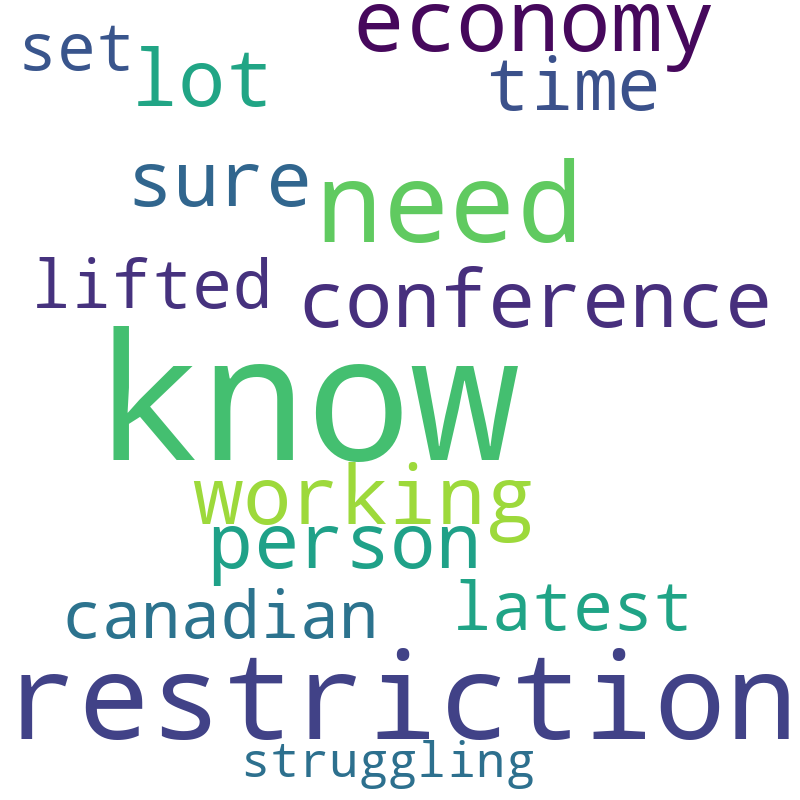 economy
set
lot
time
sure
need
lifted
conference
know
working
person
canadian
latest
restriction
struggling